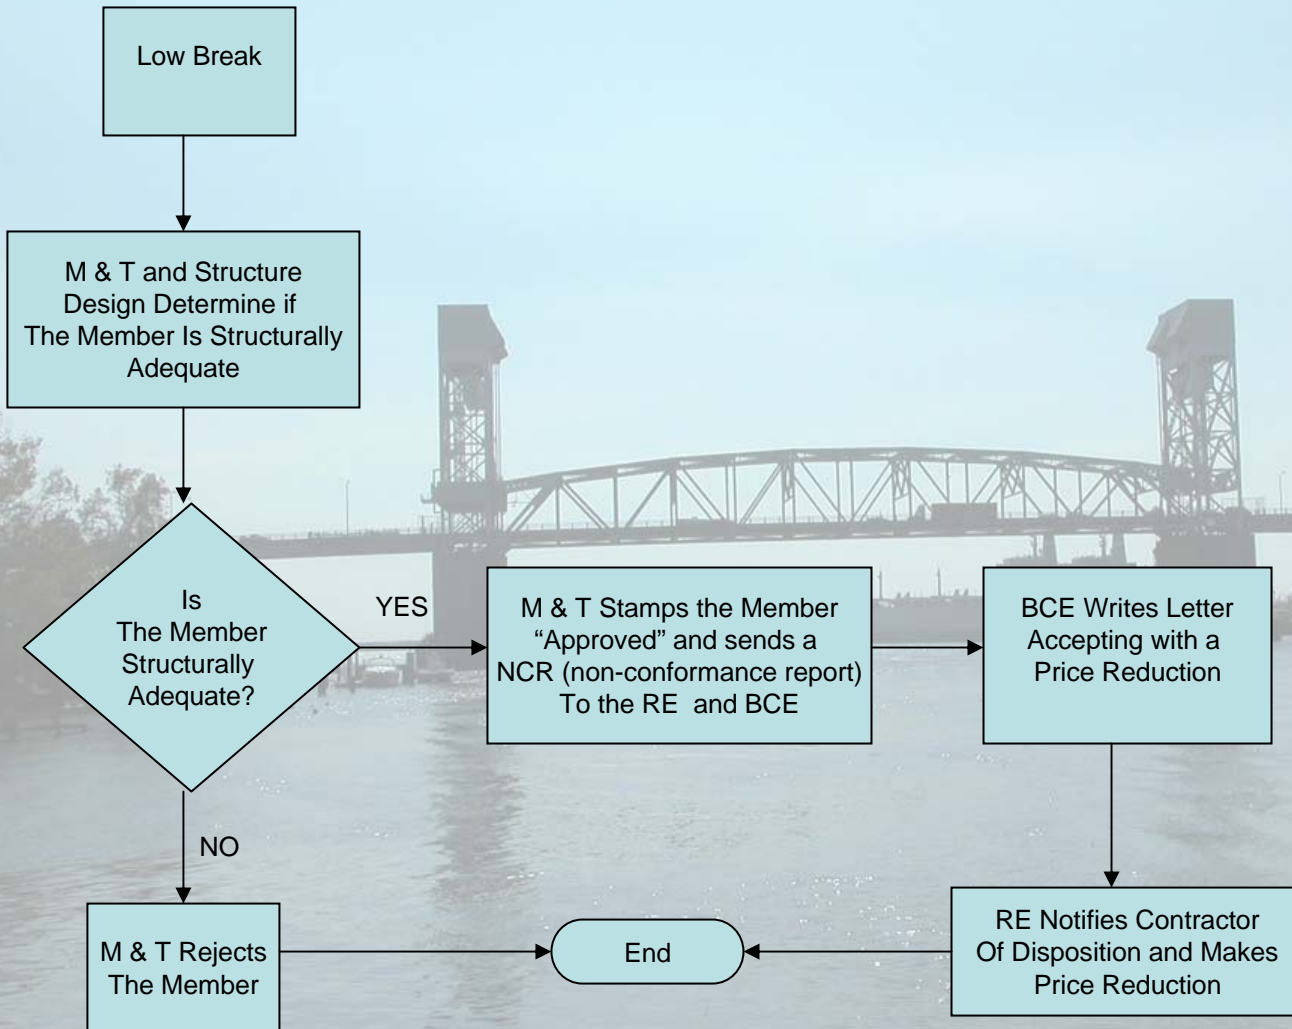 Low Break
M & T and Structure
Design Determine if
The Member Is Structurally
Adequate
Is
The Member
Structurally
Adequate?
YES
M & T Stamps the Member
“Approved” and sends a
NCR (non-conformance report)
To the RE and BCE
BCE Writes Letter
Accepting with a
Price Reduction
NO
M & T Rejects
The Member
End
RE Notifies Contractor
Of Disposition and Makes
Price Reduction